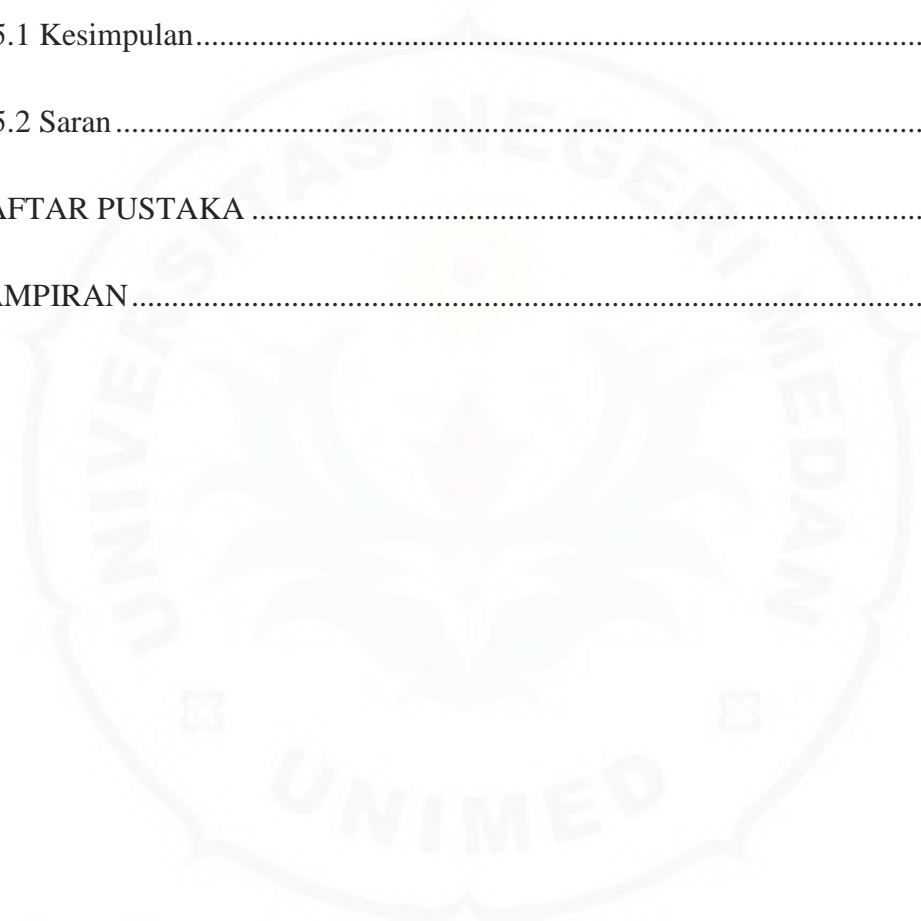 5.1 Kesimpulan..........................................................................................
5.2 Saran....................................................................................................
AFTAR PUSTAKA...................................................................................
AMPIRAN..................................................................................................
UNIVERSITAS NEGERI MEDAN
UNIMED